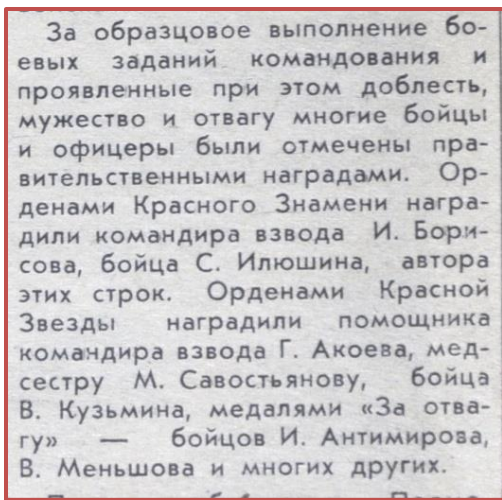 За образцовое выполнение бо-
евых заданий командования и
проявленные при этом доблесть,
мужество и отвагу многие бойцы
и офицеры были отмечены пра-
вительственными наградами. Ор-
денами Красного Знамени награ-
дили командира взвода И. Бори-
сова, бойца С. Илюшина, автора
этих строк. Орденами Красной
Звезды наградили помощника
командира взвода Г. Акоева, мед-
сестру М. Савостьянову, бойца
В. Кузьмина, медалями «За отва-
гу» — бойцов И. Антимирова,
В. Меньшова и многих других.